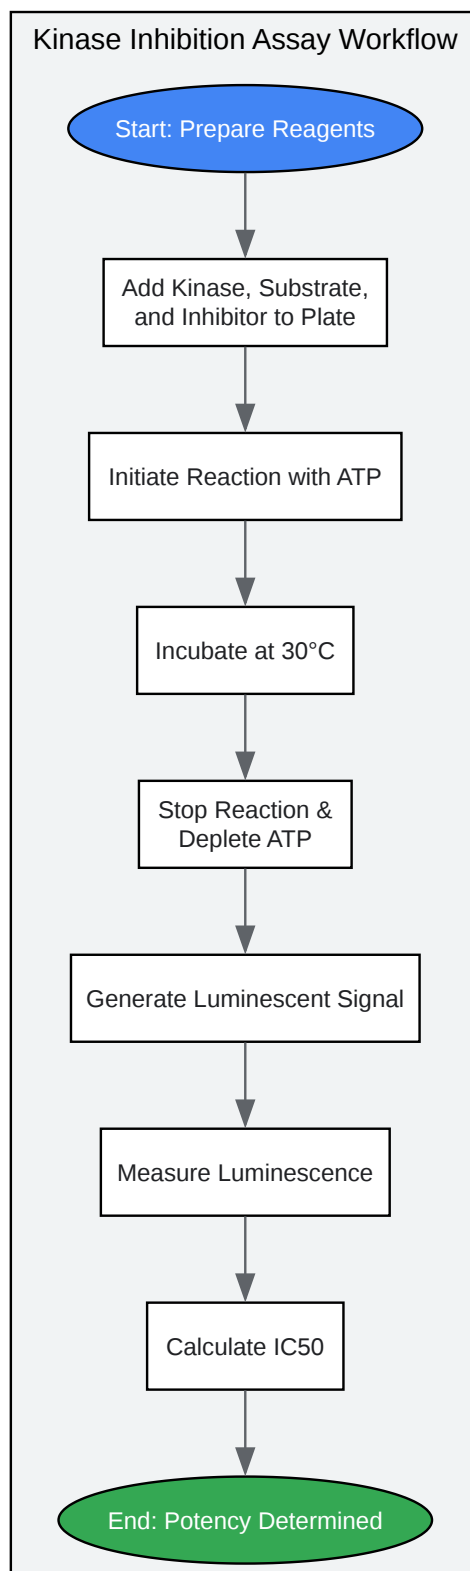 Kinase Inhibition Assay Workflow
Start: Prepare Reagents
Add Kinase, Substrate,
and Inhibitor to Plate
Initiate Reaction with ATP
Incubate at 30°C
Stop Reaction &
Deplete ATP
Generate Luminescent Signal
Measure Luminescence
Calculate IC50
End: Potency Determined